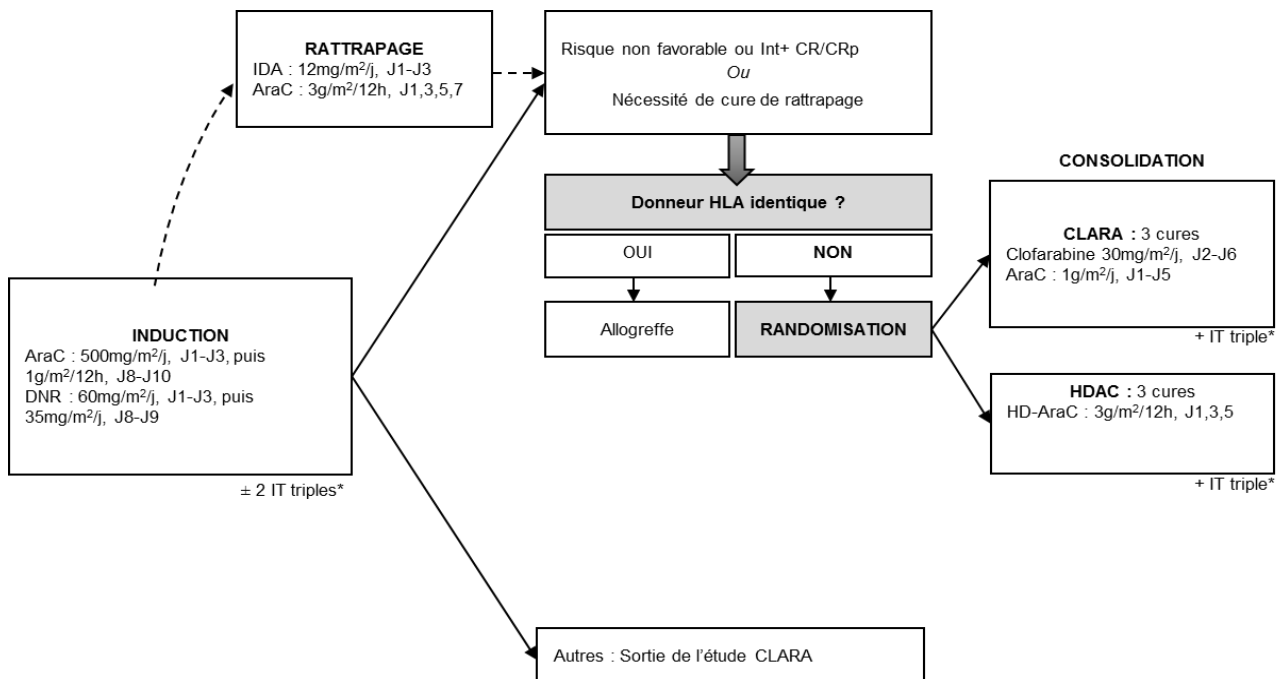 RATTRAPAGE
IDA : 12mg/m²/j, J1-J3
AraC : 3g/m²/12h, J1,3,5,7
Risque non favorable ou Int+ CR/CRp
Ou
Nécessité de cure de rattrapage
Donneur HLA identique ?
OUI
NON
Allogreffe
RANDOMISATION
CONSOLIDATION
CLARA : 3 cures
Clofarabine 30mg/m²/j, J2-J6
AraC : 1g/m²/j, J1-J5
+ IT triple*
HDAC : 3 cures
HD-AraC : 3g/m²/12h, J1,3,5
+ IT triple*
INDUCTION
AraC : 500mg/m²/j, J1-J3, puis
1g/m²/12h, J8-J10
DNR : 60mg/m²/j, J1-J3, puis
35mg/m²/j, J8-J9
± 2 IT triples*
Autres : Sortie de l’étude CLARA